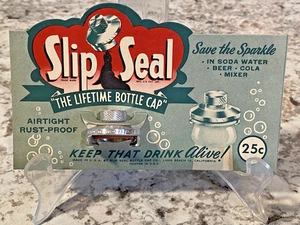 Slip Seal
"THE LIFETIME BOTTLE CAP"
Save the Sparkle
• IN SODA WATER
• BEER • COLA
• MIXER
AIRTIGHT
RUST-PROOF
KEEP THAT DRINK Alive!
25c